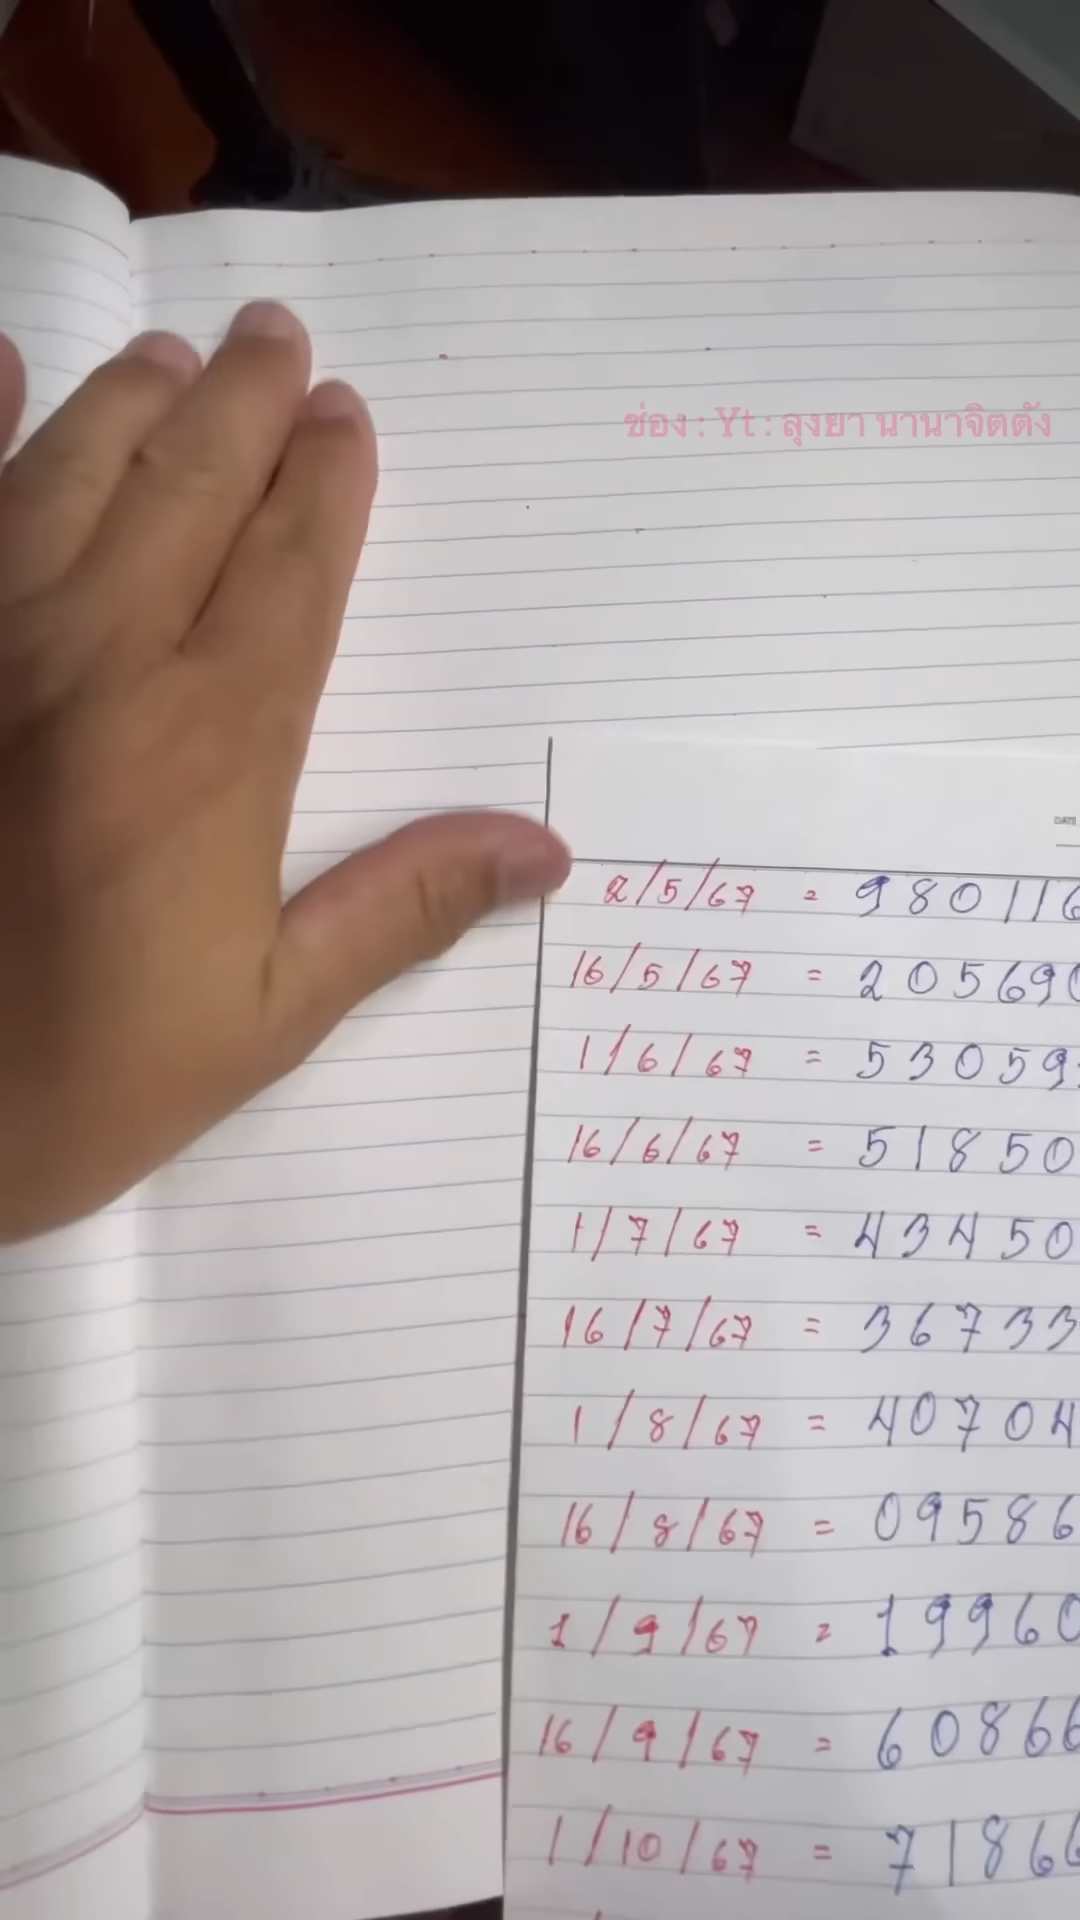 ช่อง : Yt : ลุงยา นานาจิตตัง
DATE
2/5/67 = 980116
16/5/67 = 205690
1/6/67 = 53059
16/6/67 = 51850
1/7/67 = 43450
16/7/67 = 36733
1/8/67 = 40704
16/8/67 = 09586
1/9/67 = 19960
16/9/67 = 60866
1/10/67 = 71866